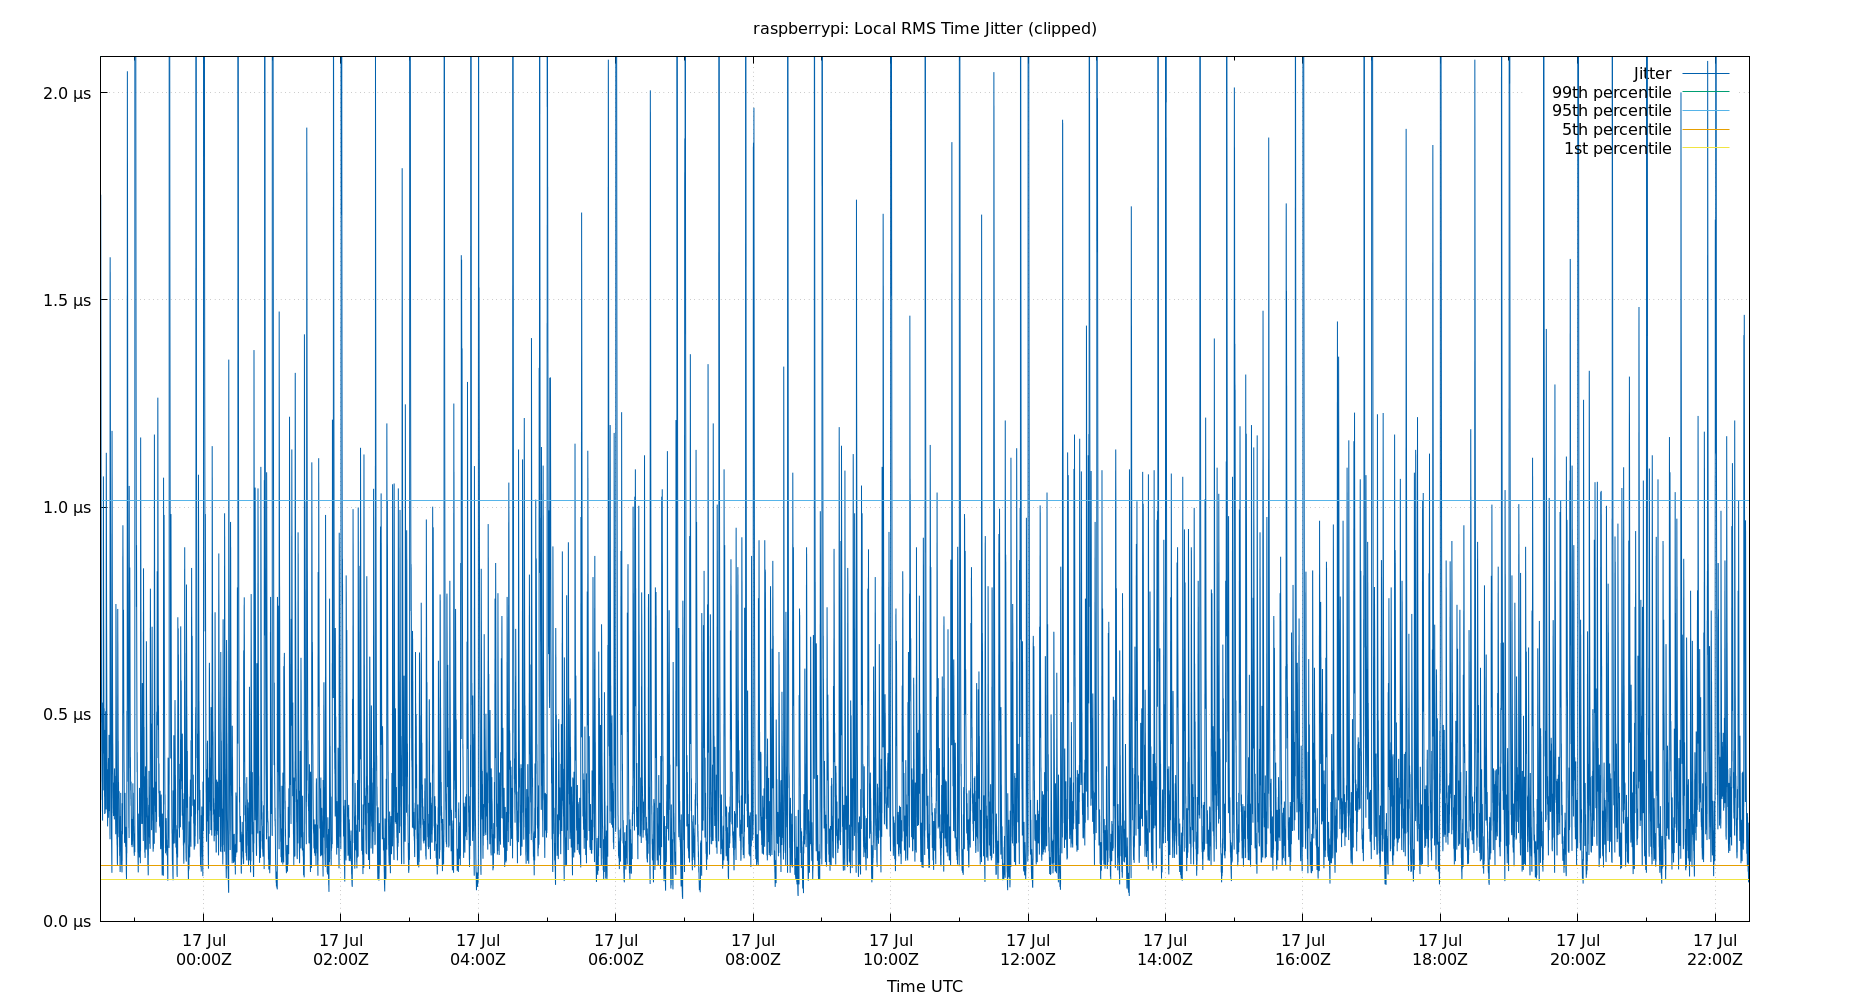 raspberrypi: Local RMS Time Jitter (clipped)
2.0 µs
1.5 µs
1.0 µs
0.5 µs
0.0 µs
Jitter
99th percentile
95th percentile
5th percentile
1st percentile
17 Jul 17 Jul 17 Jul 17 Jul 17 Jul 17 Jul 17 Jul 17 Jul 17 Jul 17 Jul 17 Jul 17 Jul
00:00Z 02:00Z 04:00Z 06:00Z 08:00Z 10:00Z 12:00Z 14:00Z 16:00Z 18:00Z 20:00Z 22:00Z
Time UTC